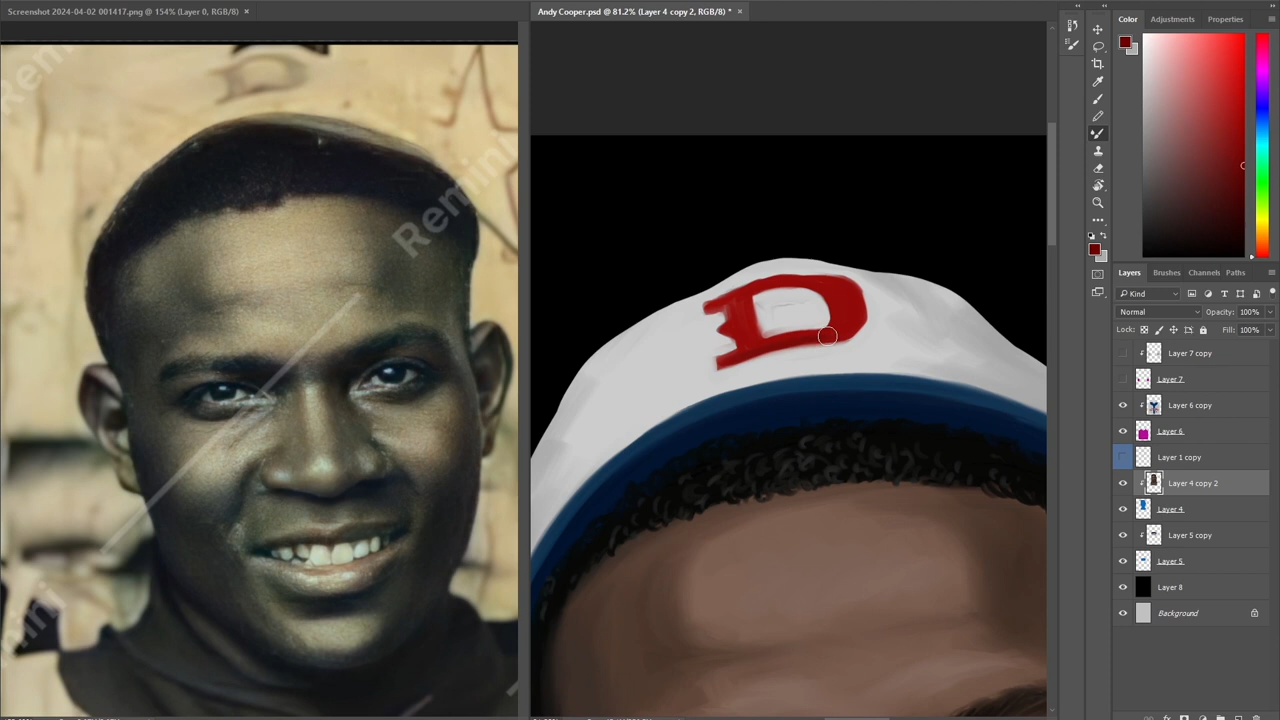 Screenshot 2024-04-02 001417.png @ 154% (Layer 0, RGB/8) ×
Andy Cooper.psd @ 81.2% (Layer 4 copy 2, RGB/8) * ×
Color
Adjustments
Properties
Remini
Remini
D
Layers
Brushes
Channels
Paths
Kind
Normal
Opacity: 100%
Lock:
Fill: 100%
Layer 7 copy
Layer 7
Layer 6 copy
Layer 6
Layer 1 copy
Layer 4 copy 2
Layer 4
Layer 5 copy
Layer 5
Layer 8
Background